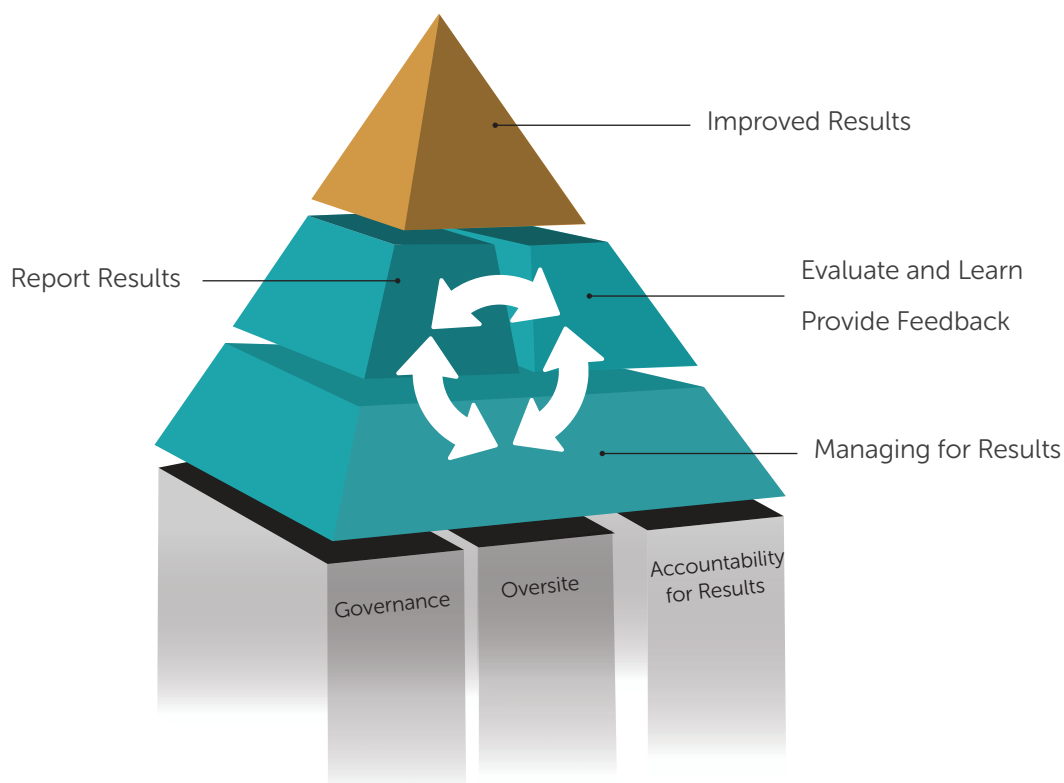 Improved Results
Report Results
Evaluate and Learn
Provide Feedback
Managing for Results
Governance
Oversite
Accountability
for Results